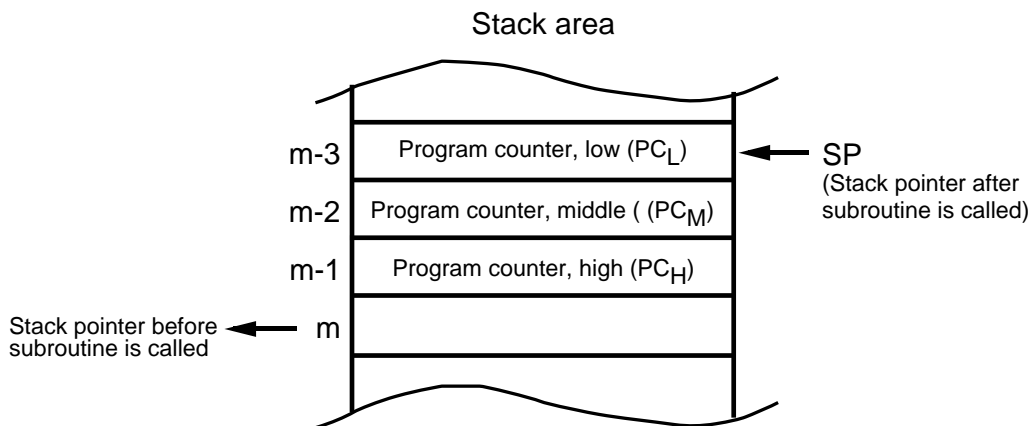 Stack area
m-3
Program counter, low (PCL)
SP
(Stack pointer after
subroutine is called)
m-2
Program counter, middle ( (PCM)
m-1
Program counter, high (PCH)
Stack pointer before
subroutine is called
m